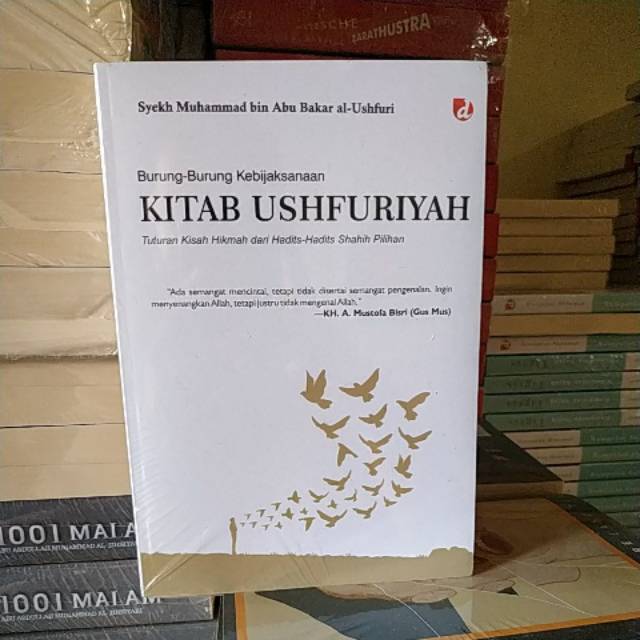 ZARATHUSTRA
Syekh Muhammad bin Abu Bakar al-Ushfuri
d
Burung-Burung Kebijaksanaan
KITAB USHFURIYAH
Tuturan Kisah Hikmah dari Hadits-Hadits Shahih Pilihan
"Ada semangat mencintai, tetapi tidak disertai semangat pengenalan. Ingin
menyenangkan Allah, tetapi justru tidak mengenal Allah."
—KH. A. Mustofa Bisri (Gus Mus)
1001 MALA
1001 MALAM